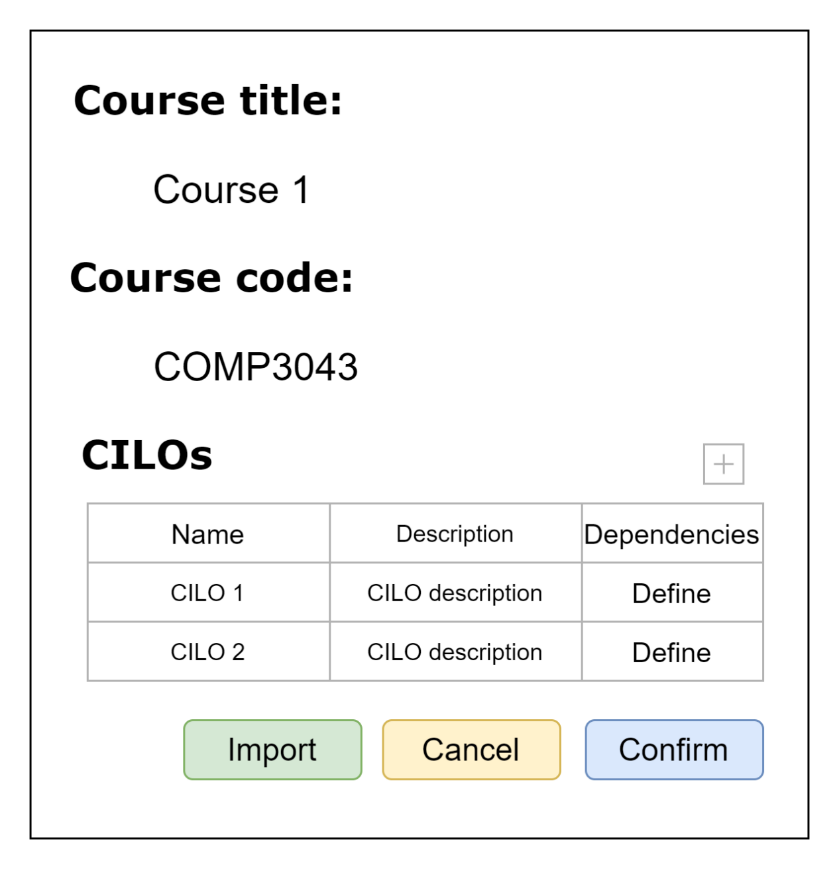 Course title:
Course 1
Course code:
COMP3043
CILOs
+
Name Description Dependencies
CILO 1 CILO description Define
CILO 2 CILO description Define
Import Cancel Confirm